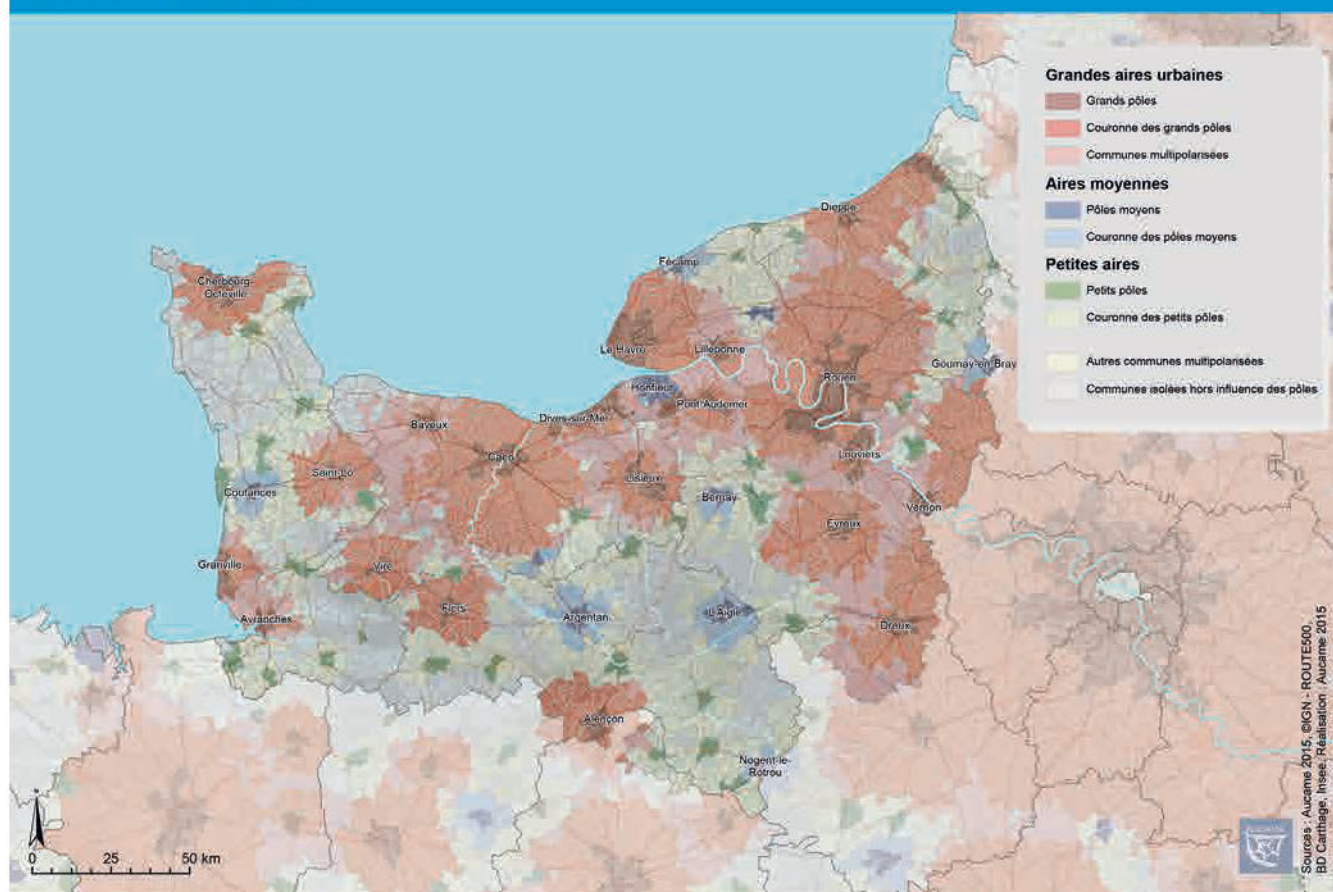 Grandes aires urbaines
Grands pôles
Couronne des grands pôles
Communes multipolarisées
Aires moyennes
Pôles moyens
Couronne des pôles moyens
Petites aires
Petits pôles
Couronne des petits pôles
Autres communes multipolarisées
Communes isolées hors influence des pôles
Dieppe
Fécamp
Cherbourg-
Octeville
Le Havre
Lillebonne
Gournay-en-Bray
Rouen
Honfleur
Pont-Audemer
Dives-sur-Mer
Bayeux
Caen
Louviers
Saint-Lô
Lisieux
Coutances
Bernay
Vernon
Evreux
Granville
Vire
Flers
Argentan
L'Aigle
Avranches
Dreux
Alençon
Nogent-le-
Rotrou
N
0 25 50 km
Sources : Aucame 2015, ©IGN - ROUTE500,
BD Carthage, Insee, Réalisation : Aucame 2015